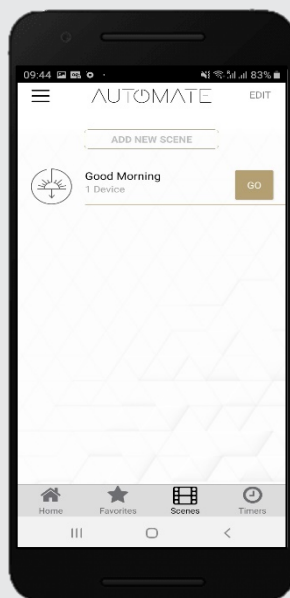 09:44 83%
AUTOMATE EDIT
ADD NEW SCENE
Good Morning
1 Device
GO
Home Favorites Scenes Timers